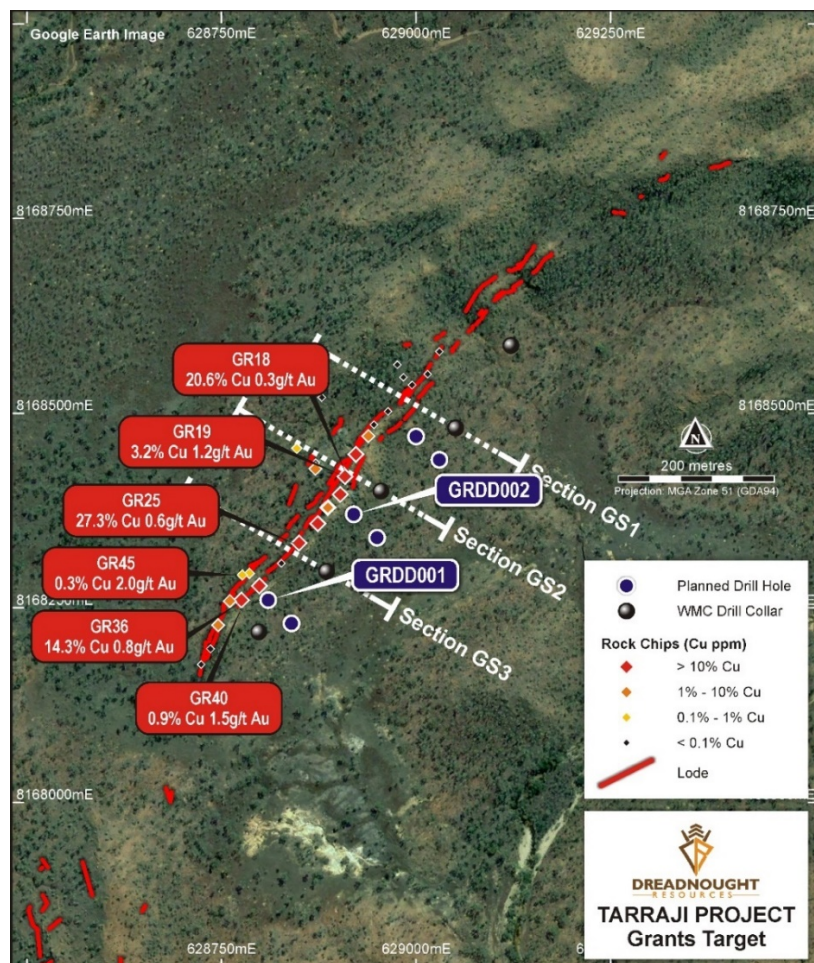 Google Earth Image
628750mE
629000mE
629250mE
8168750mE
8168750mE
GR18
20.6% Cu 0.3g/t Au
8168500mE
8168500mE
GR19
3.2% Cu 1.2g/t Au
N
200 metres
Projection: MGA Zone 51 (GDA94)
Section GS1
GRDD002
GR25
27.3% Cu 0.6g/t Au
Section GS2
GR45
0.3% Cu 2.0g/t Au
GRDD001
8168250mE
Section GS3
GR36
14.3% Cu 0.8g/t Au
GR40
0.9% Cu 1.5g/t Au
Planned Drill Hole
WMC Drill Collar
Rock Chips (Cu ppm)
> 10% Cu
1% - 10% Cu
0.1% - 1% Cu
< 0.1% Cu
Lode
8168000mE
DREADNOUGHT
RESOURCES
TARRAJI PROJECT
Grants Target
628750mE
629000mE